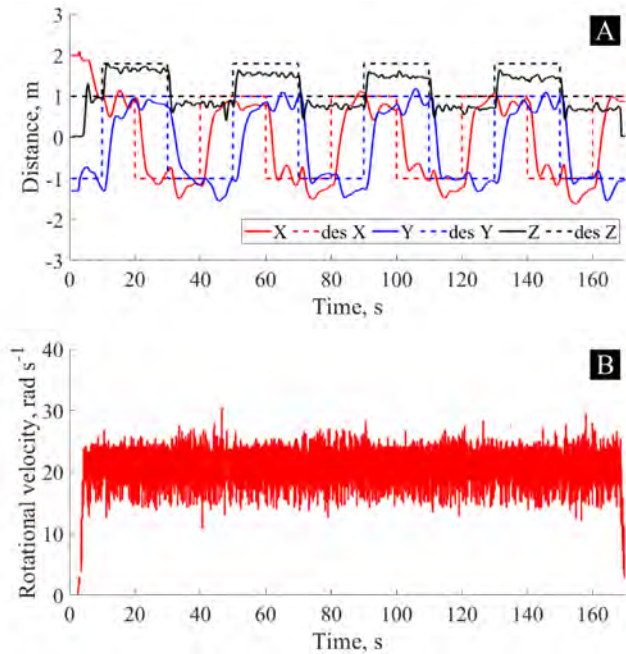 A
3
2
1
0
-1
-2
-3
Distance, m
X des X Y des Y Z des Z
0 20 40 60 80 100 120 140 160
Time, s
B
40
30
20
10
0
Rotational velocity, rad s⁻¹
0 20 40 60 80 100 120 140 160
Time, s